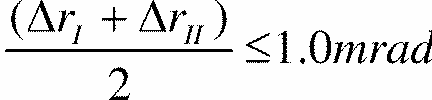 (Δr_I + Δr_II)
2
≤1.0mrad